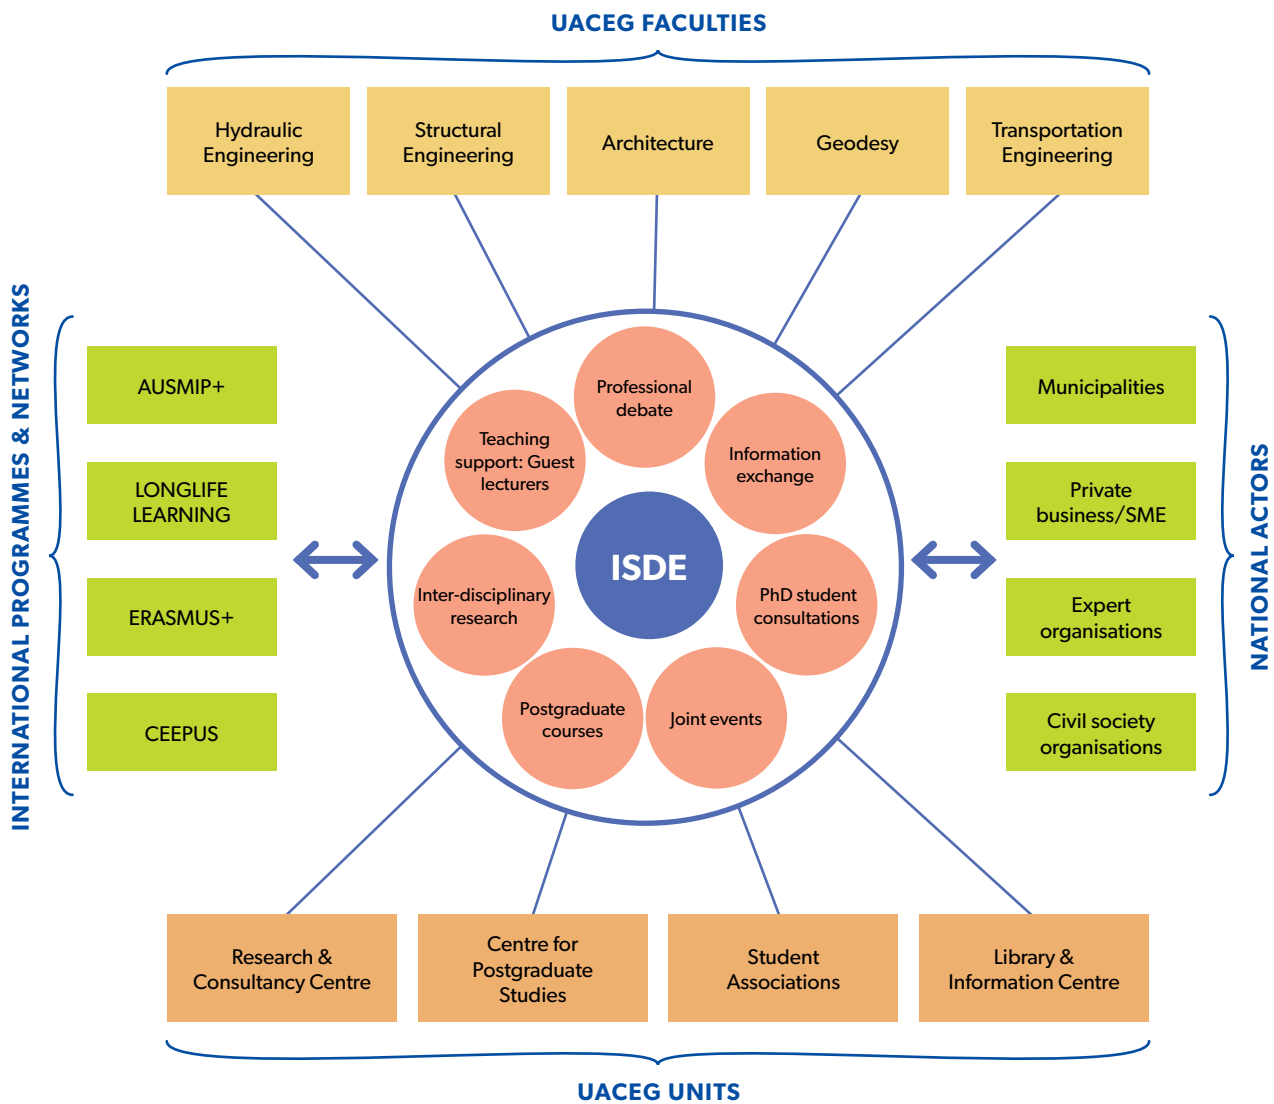 UACEG FACULTIES
Hydraulic
Engineering
Structural
Engineering
Architecture
Geodesy
Transportation
Engineering
INTERNATIONAL PROGRAMMES & NETWORKS
AUSMIP+
LONGLIFE
LEARNING
ERASMUS+
CEEPUS
Professional
debate
Teaching
support: Guest
lecturers
Information
exchange
ISDE
Inter-disciplinary
research
PhD student
consultations
Postgraduate
courses
Joint events
Municipalities
Private
business/SME
Expert
organisations
Civil society
organisations
NATIONAL ACTORS
Research &
Consultancy Centre
Centre for
Postgraduate
Studies
Student
Associations
Library &
Information Centre
UACEG UNITS